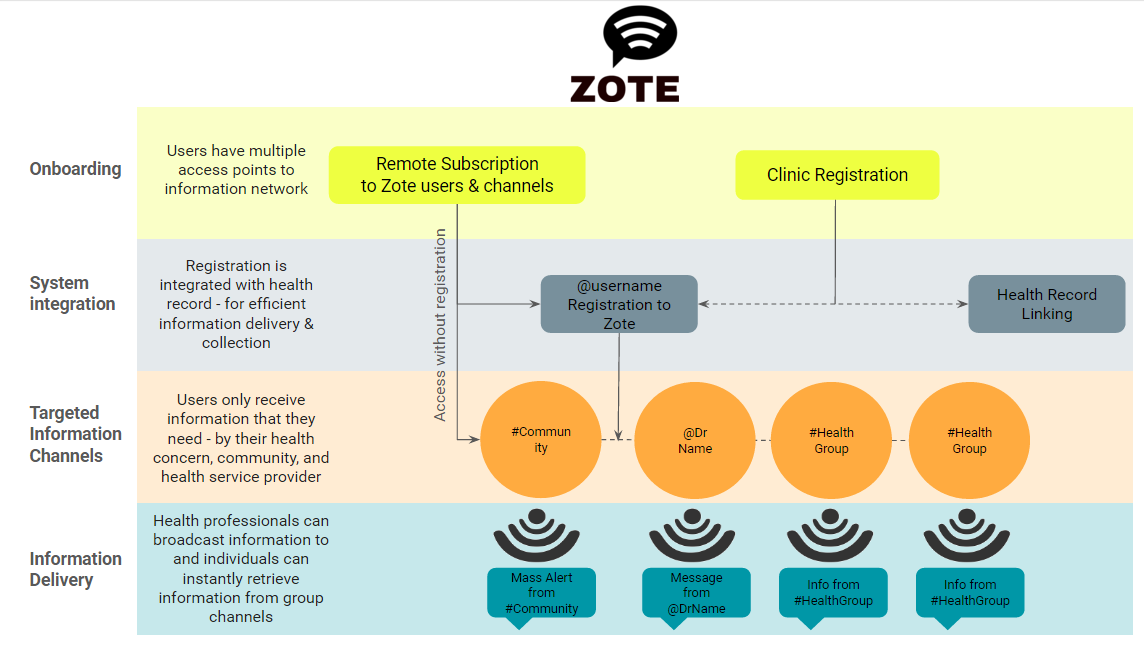 ZOTE
Onboarding
Users have multiple
access points to
information network
Remote Subscription
to Zote users & channels
Clinic Registration
System
integration
Registration is
integrated with health
record - for efficient
information delivery &
collection
Access without registration
@username
Registration to
Zote
Health Record
Linking
Targeted
Information
Channels
Users only receive
information that they
need - by their health
concern, community, and
health service provider
#Commun
ity
@Dr
Name
#Health
Group
#Health
Group
Information
Delivery
Health professionals can
broadcast information to
and individuals can
instantly retrieve
information from group
channels
Mass Alert
from
#Community
Message
from
@DrName
Info from
#HealthGroup
Info from
#HealthGroup